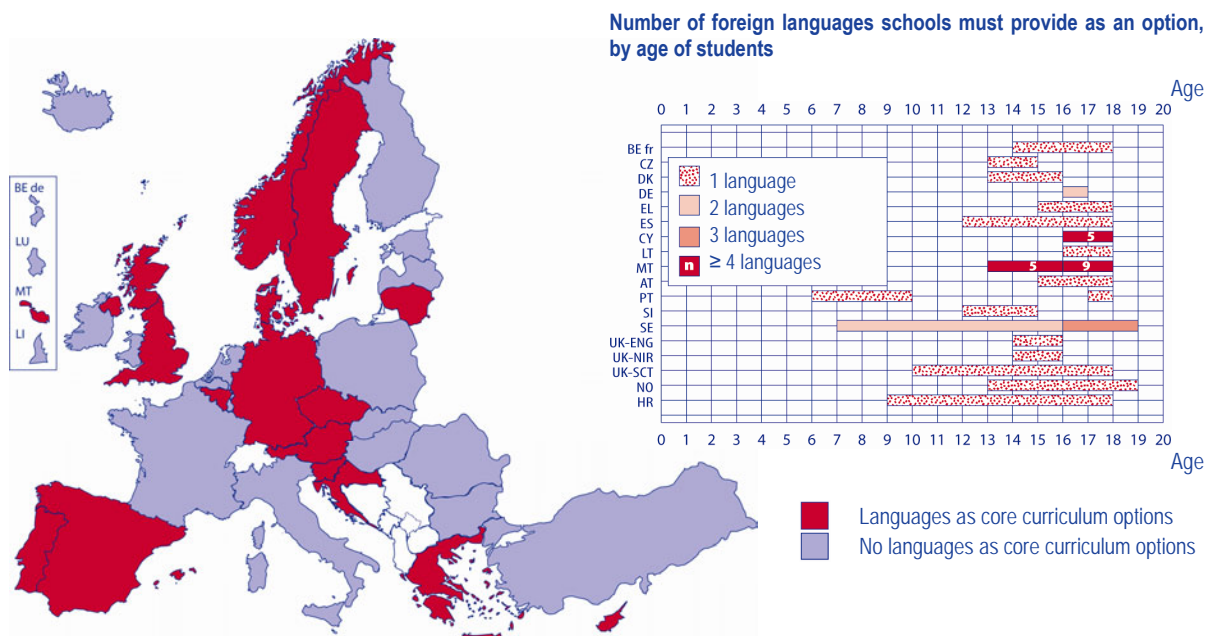 Number of foreign languages schools must provide as an option,
by age of students
Age
0 1 2 3 4 5 6 7 8 9 10 11 12 13 14 15 16 17 18 19 20
BE fr
CZ
DK
DE
EL
ES
CY 5
LT
MT 5 9
AT
PT
SI
SE
UK-ENG
UK-NIR
UK-SCT
NO
HR
1 language
2 languages
3 languages
n ≥ 4 languages
0 1 2 3 4 5 6 7 8 9 10 11 12 13 14 15 16 17 18 19 20
Age
BE de
LU
MT
LI
Languages as core curriculum options
No languages as core curriculum options